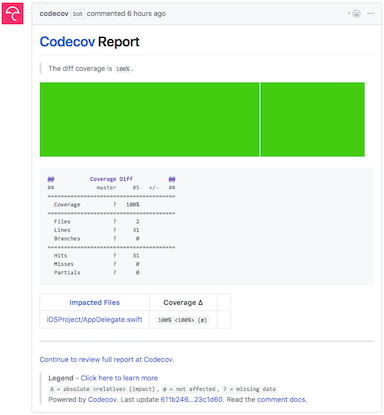 codecov bot commented 6 hours ago
Codecov Report
The diff coverage is 100%.
@@ Coverage Diff @@
## master #5 +/- ##
=========================================
Coverage ? 100%
=========================================
Files ? 2
Lines ? 31
Branches ? 0
=========================================
Hits ? 31
Misses ? 0
Partials ? 0
Impacted Files Coverage Δ
iOSProject/AppDelegate.swift 100% <100%> (ø)
Continue to review full report at Codecov.
Legend - Click here to learn more
Δ = absolute <relative> (impact), ø = not affected, ? = missing data
Powered by Codecov. Last update 611b246...23c1d60. Read the comment docs.